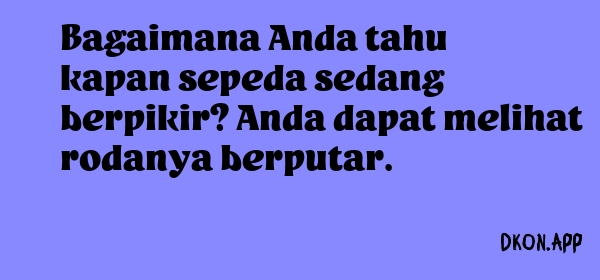 Bagaimana Anda tahu
kapan sepeda sedang
berpikir? Anda dapat melihat
rodanya berputar.
DKON.APP